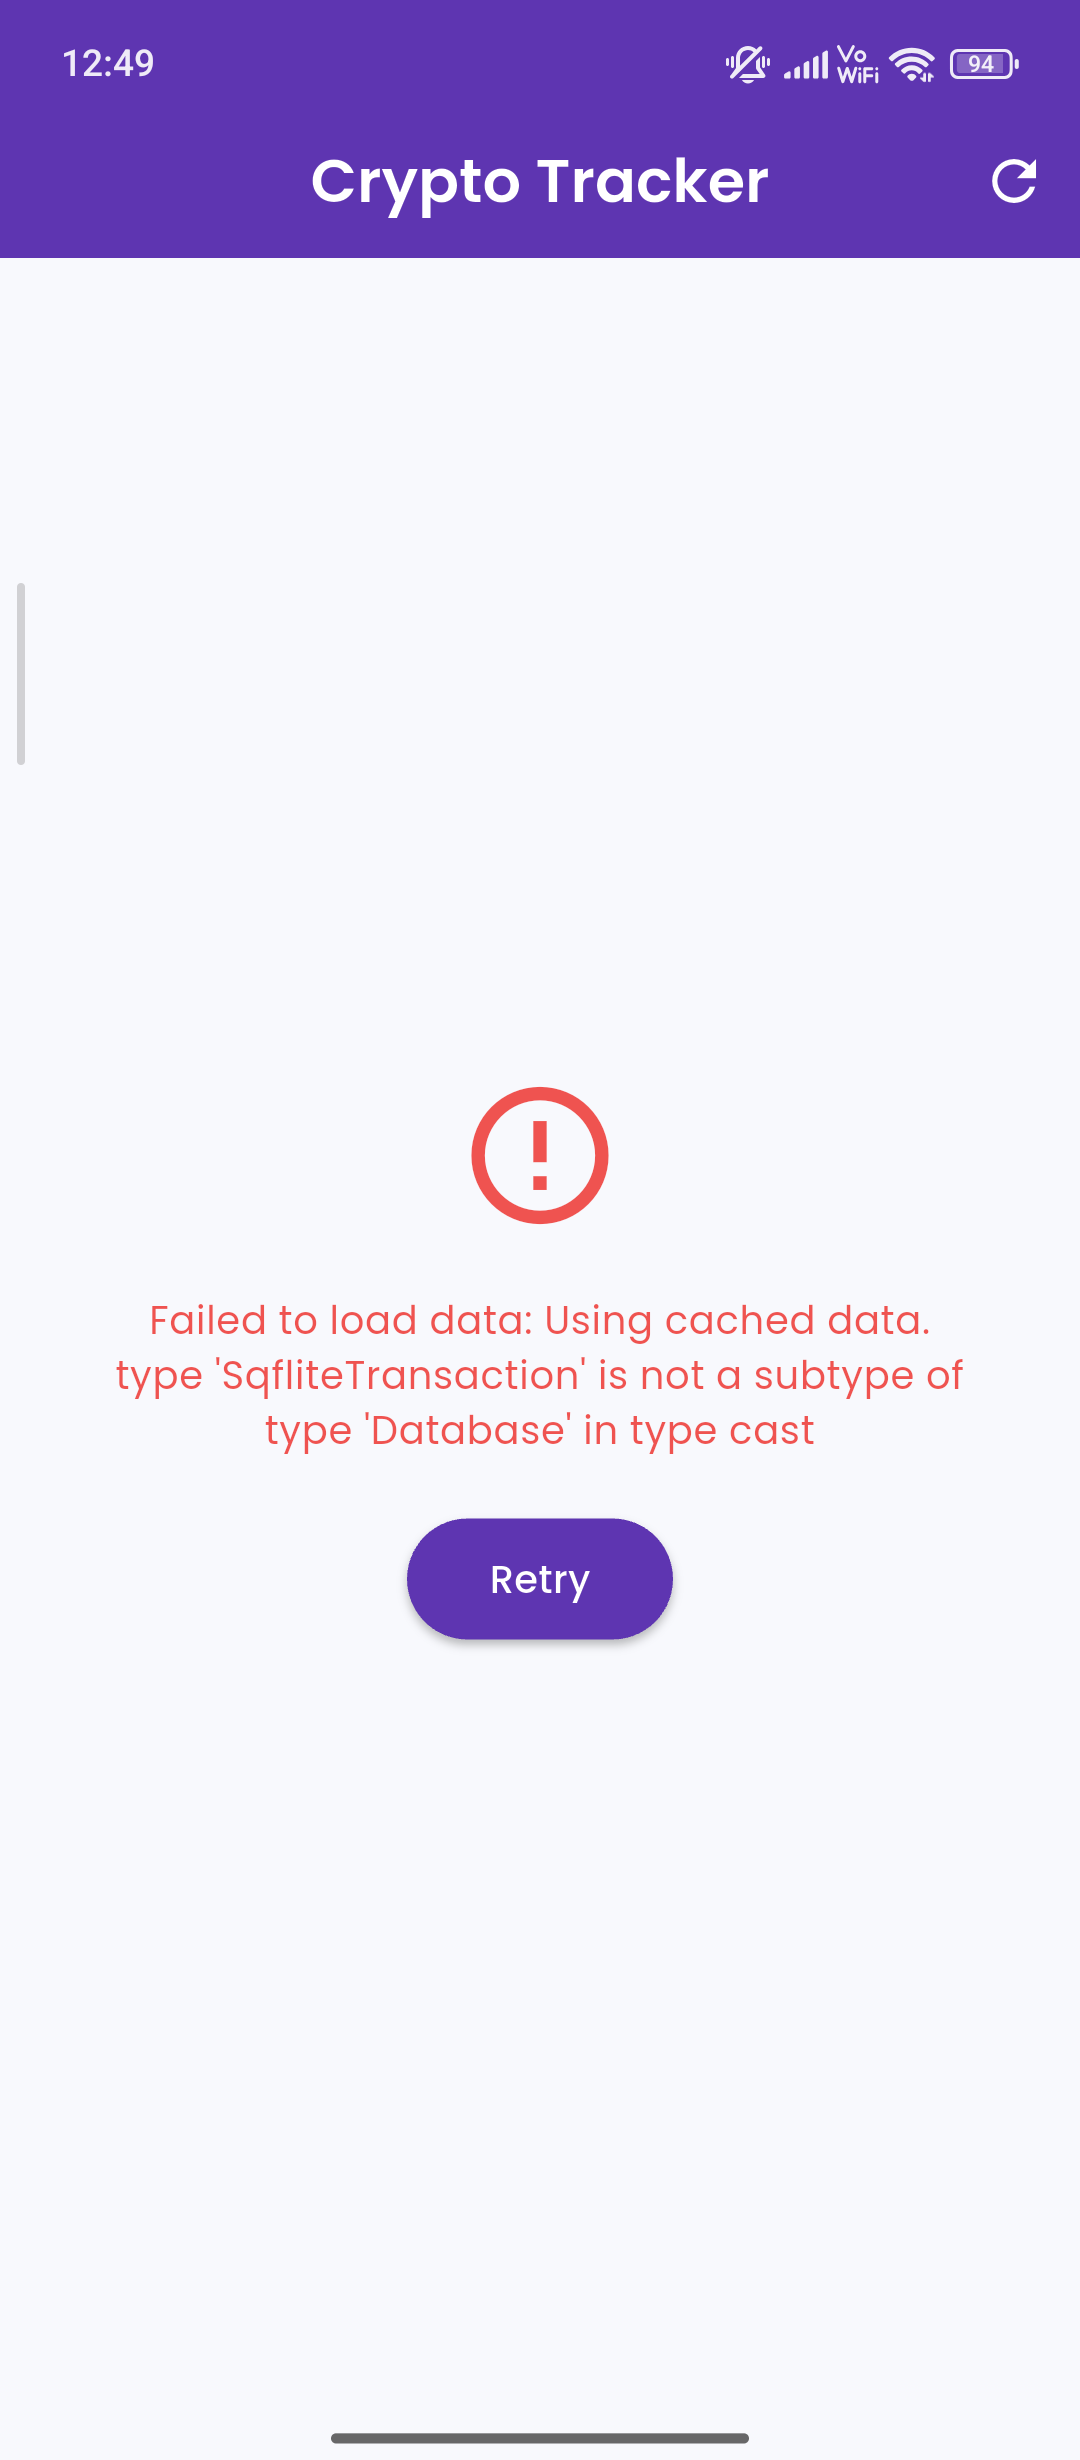 12:49
Vo
WiFi
94
Crypto Tracker
Failed to load data: Using cached data.
type 'SqfliteTransaction' is not a subtype of
type 'Database' in type cast
Retry